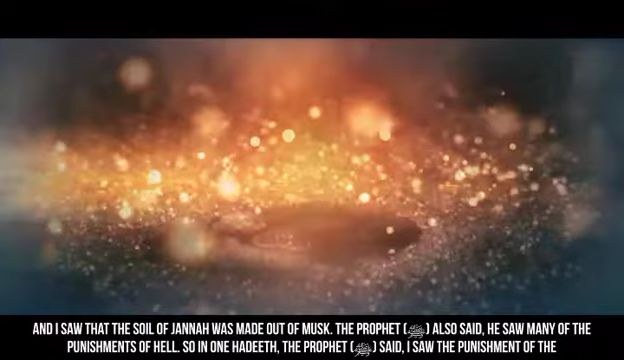 AND I SAW THAT THE SOIL OF JANNAH WAS MADE OUT OF MUSK. THE PROPHET (ﷺ) ALSO SAID, HE SAW MANY OF THE
PUNISHMENTS OF HELL. SO IN ONE HADEETH, THE PROPHET (ﷺ) SAID, I SAW THE PUNISHMENT OF THE